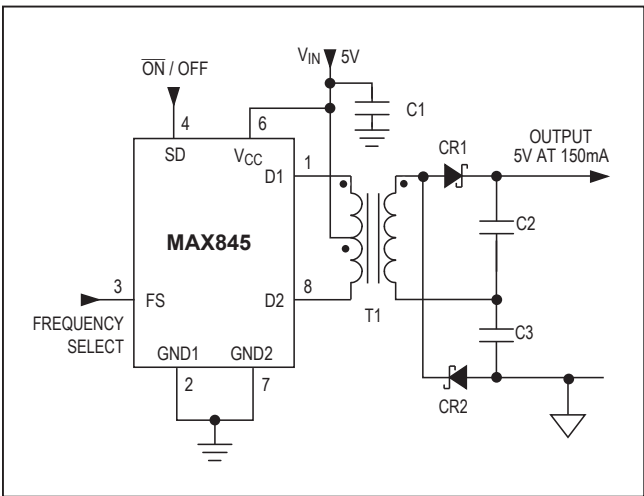 ON / OFF
VIN 5V
C1
4
6
SD
VCC
D1
1
CR1
OUTPUT
5V AT 150mA
MAX845
C2
3
FS
D2
8
T1
FREQUENCY
SELECT
C3
GND1
GND2
2
7
CR2